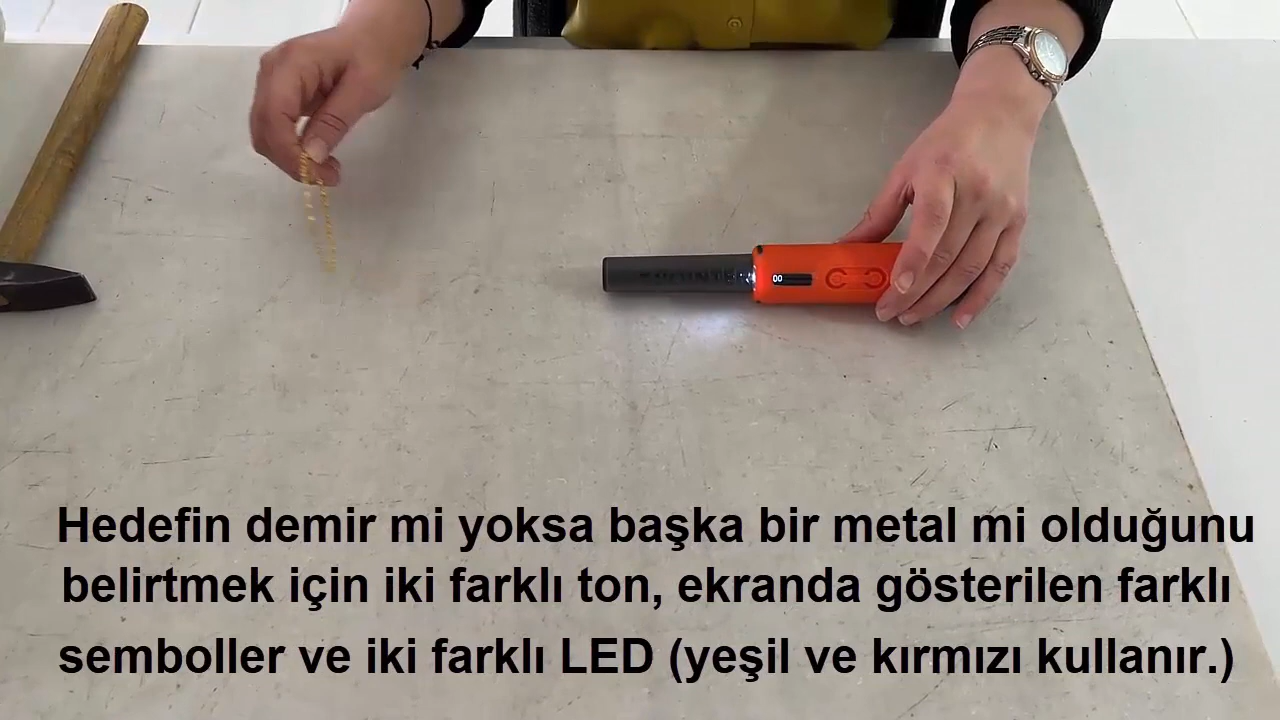 00
Hedefin demir mi yoksa başka bir metal mi olduğunu
belirtmek için iki farklı ton, ekranda gösterilen farklı
semboller ve iki farklı LED (yeşil ve kırmızı kullanır.)